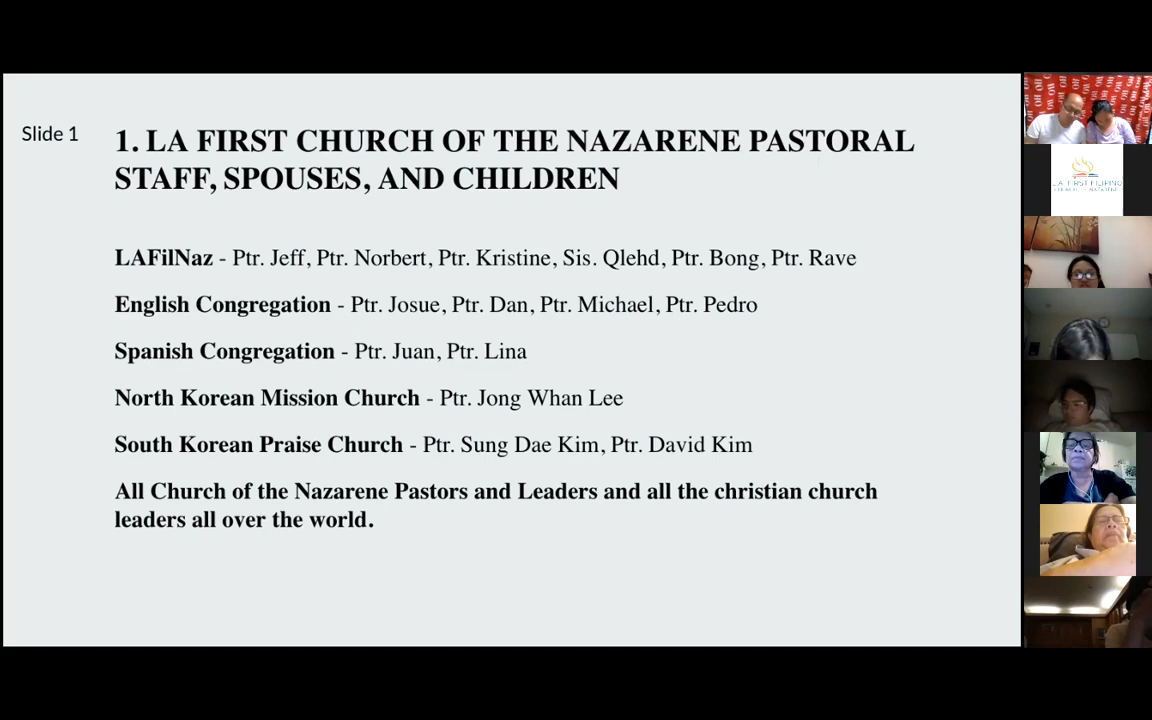 Slide 1
1. LA FIRST CHURCH OF THE NAZARENE PASTORAL
STAFF, SPOUSES, AND CHILDREN
LAFilNaz - Ptr. Jeff, Ptr. Norbert, Ptr. Kristine, Sis. Qlehd, Ptr. Bong, Ptr. Rave
English Congregation - Ptr. Josue, Ptr. Dan, Ptr. Michael, Ptr. Pedro
Spanish Congregation - Ptr. Juan, Ptr. Lina
North Korean Mission Church - Ptr. Jong Whan Lee
South Korean Praise Church - Ptr. Sung Dae Kim, Ptr. David Kim
All Church of the Nazarene Pastors and Leaders and all the christian church
leaders all over the world.
L.A. FIRST FILIPINO